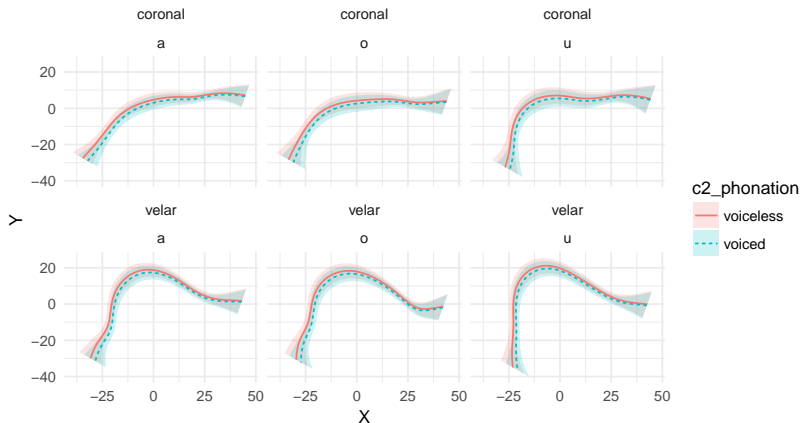 coronal coronal coronal
a o u
20
0
−20
−40
velar velar velar
a o u
20
0
−20
−40
−25 0 25 50 −25 0 25 50 −25 0 25 50
X
Y
c2_phonation
voiceless
voiced